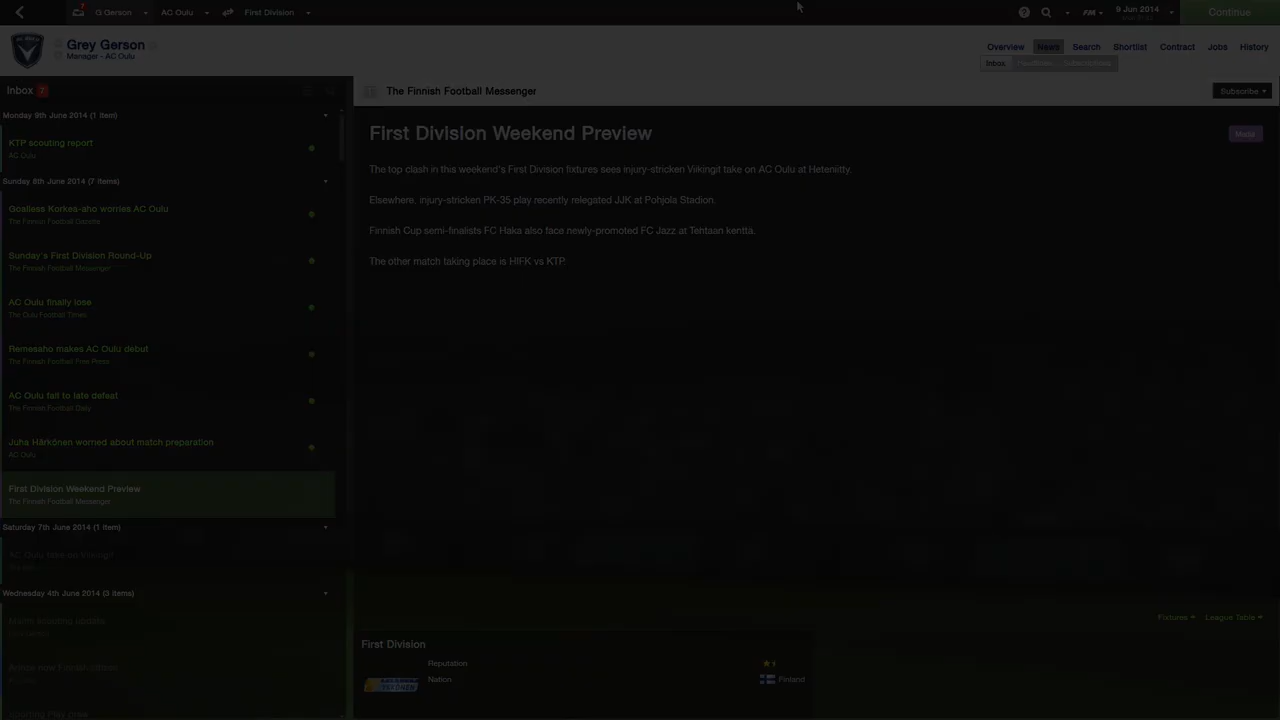 G Gerson
AC Oulu
First Division
FM
9 Jun 2014
Continue
Grey Gerson
Manager - AC Oulu
Overview
News
Search
Shortlist
Contract
Jobs
History
Inbox
Inbox 7
The Finnish Football Messenger
Subscribe
Monday 9th June 2014 (1 item)
KTP scouting report
AC Oulu
Sunday 8th June 2014 (7 items)
Goalless Korkea-aho worries AC Oulu
The Finnish Football Gazette
Sunday's First Division Round-Up
The Finnish Football Messenger
AC Oulu finally lose
The Oulu Football Times
Remesaho makes AC Oulu debut
The Finnish Football Free Press
AC Oulu fall to late defeat
The Finnish Football Daily
Juha Härkönen worried about match preparation
AC Oulu
First Division Weekend Preview
The Finnish Football Messenger
Saturday 7th June 2014 (1 item)
AC Oulu take on Viikingit
Wednesday 4th June 2014 (3 items)
First Division Weekend Preview
Media
The top clash in this weekend's First Division fixtures sees injury-stricken Viikingit take on AC Oulu at Heteniitty.
Elsewhere, injury-stricken PK-35 play recently relegated JJK at Pohjola Stadion.
Finnish Cup semi-finalists FC Haka also face newly-promoted FC Jazz at Tehtaan kenttä.
The other match taking place is HIFK vs KTP.
Fixtures
League Table
First Division
Reputation
Nation
Finland